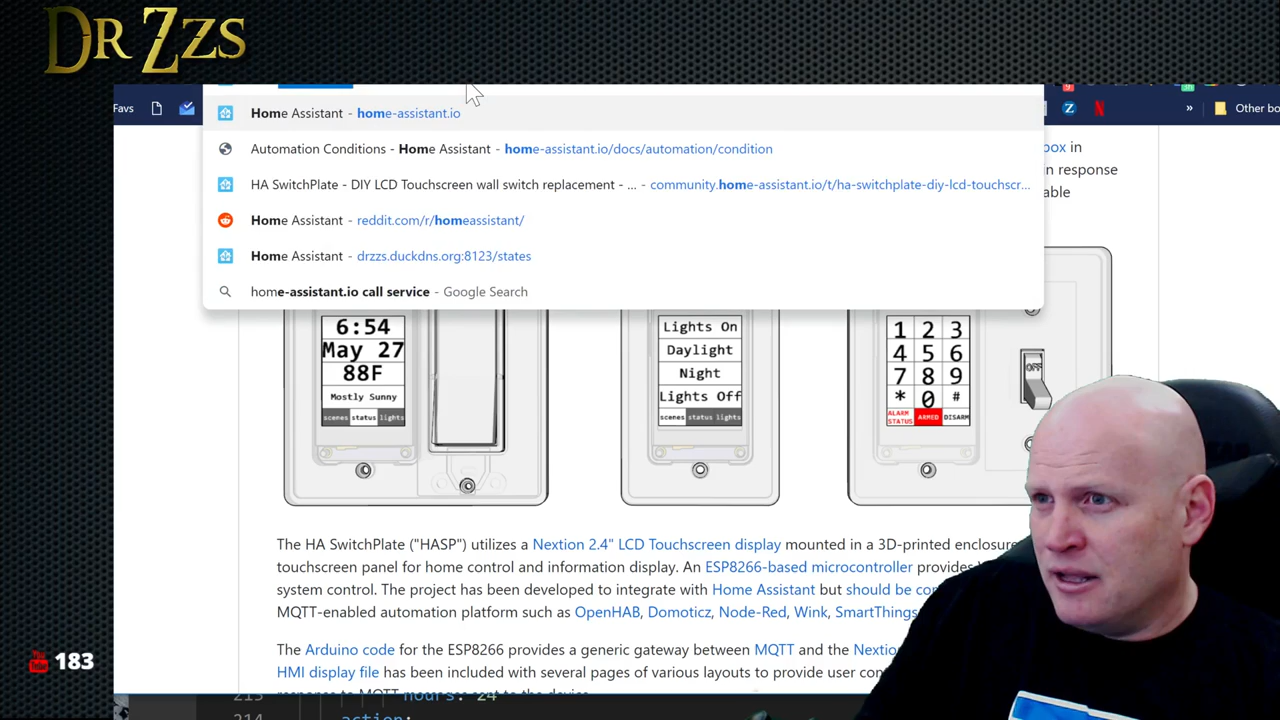 DR ZZS
Favs
Other bo
Home Assistant - home-assistant.io
Automation Conditions - Home Assistant - home-assistant.io/docs/automation/condition
HA SwitchPlate - DIY LCD Touchscreen wall switch replacement - ... - community.home-assistant.io/t/ha-switchplate-diy-lcd-touchscr...
Home Assistant - reddit.com/r/homeassistant/
Home Assistant - drzzs.duckdns.org:8123/states
home-assistant.io call service - Google Search
box in
n response
able
6:54
May 27
88F
Mostly Sunny
scenes status lights
Lights On
Daylight
Night
Lights Off
scenes status lights
1 2 3
4 5 6
7 8 9
* 0 #
ALARM STATUS ARMED DISARM
OFF
The HA SwitchPlate ("HASP") utilizes a Nextion 2.4" LCD Touchscreen display mounted in a 3D-printed enclosure
touchscreen panel for home control and information display. An ESP8266-based microcontroller provides
system control. The project has been developed to integrate with Home Assistant but should be co
MQTT-enabled automation platform such as OpenHAB, Domoticz, Node-Red, Wink, SmartThings
The Arduino code for the ESP8266 provides a generic gateway between MQTT and the Nextio
HMI display file has been included with several pages of various layouts to provide user con
183
hours: 24
214 action: